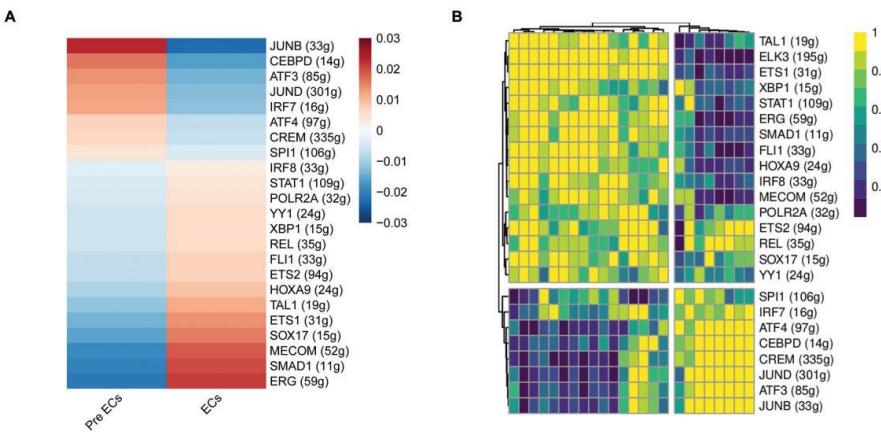 A
JUNB (33g)
CEBPD (14g)
ATF3 (85g)
JUND (301g)
IRF7 (16g)
ATF4 (97g)
CREM (335g)
SPI1 (106g)
IRF8 (33g)
STAT1 (109g)
POLR2A (32g)
YY1 (24g)
XBP1 (15g)
REL (35g)
FLI1 (33g)
ETS2 (94g)
HOXA9 (24g)
TAL1 (19g)
ETS1 (31g)
SOX17 (15g)
MECOM (52g)
SMAD1 (11g)
ERG (59g)
Pre ECs
ECs
0.03
0.02
0.01
0
−0.01
−0.02
−0.03
B
TAL1 (19g)
ELK3 (195g)
ETS1 (31g)
XBP1 (15g)
STAT1 (109g)
ERG (59g)
SMAD1 (11g)
FLI1 (33g)
HOXA9 (24g)
IRF8 (33g)
MECOM (52g)
POLR2A (32g)
ETS2 (94g)
REL (35g)
SOX17 (15g)
YY1 (24g)
SPI1 (106g)
IRF7 (16g)
ATF4 (97g)
CEBPD (14g)
CREM (335g)
JUND (301g)
ATF3 (85g)
JUNB (33g)
1
0.
0.
0.
0.